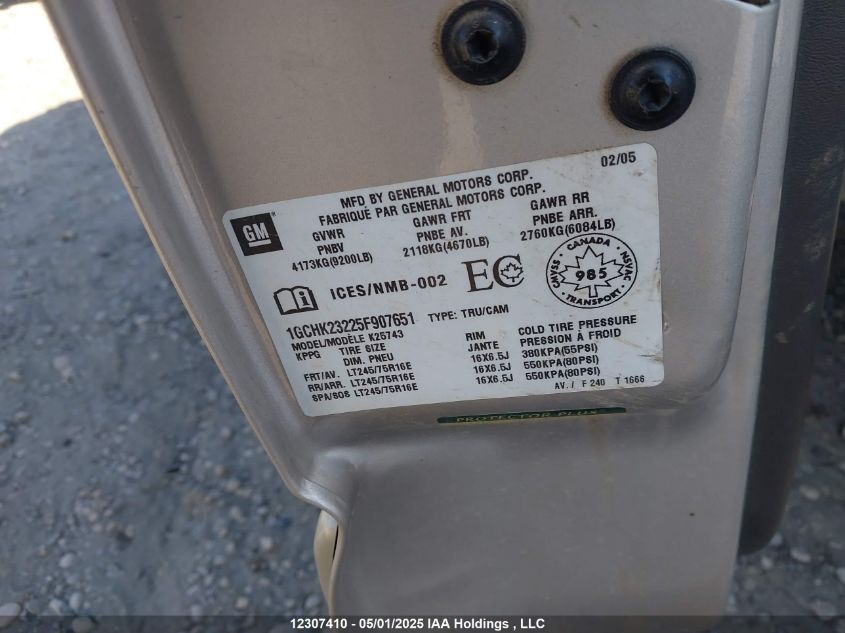 02/05
MFD BY GENERAL MOTORS CORP.
FABRIQUÉ PAR GENERAL MOTORS CORP.
GM
GVWR GAWR FRT GAWR RR
PNBV PNBE AV. PNBE ARR.
4173KG(9200LB) 2118KG(4670LB) 2760KG(6084LB)
ICES/NMB-002 EC CANADA CMVSS NSVAC 985 TRANSPORT
1GCHK23225F907651 TYPE: TRU/CAM
MODEL/MODÈLE K25743
KPPG TIRE SIZE RIM COLD TIRE PRESSURE
DIM. PNEU JANTE PRESSION À FROID
FRT/AV. LT245/75R16E 16X6.5J 380KPA(55PSI)
RR/ARR. LT245/75R16E 16X6.5J 550KPA(80PSI)
SPA/SOS LT245/75R16E 16X6.5J 550KPA(80PSI)
AV. / F 240 T 1666
PROTECTOR PLUS
12307410 - 05/01/2025 IAA Holdings , LLC